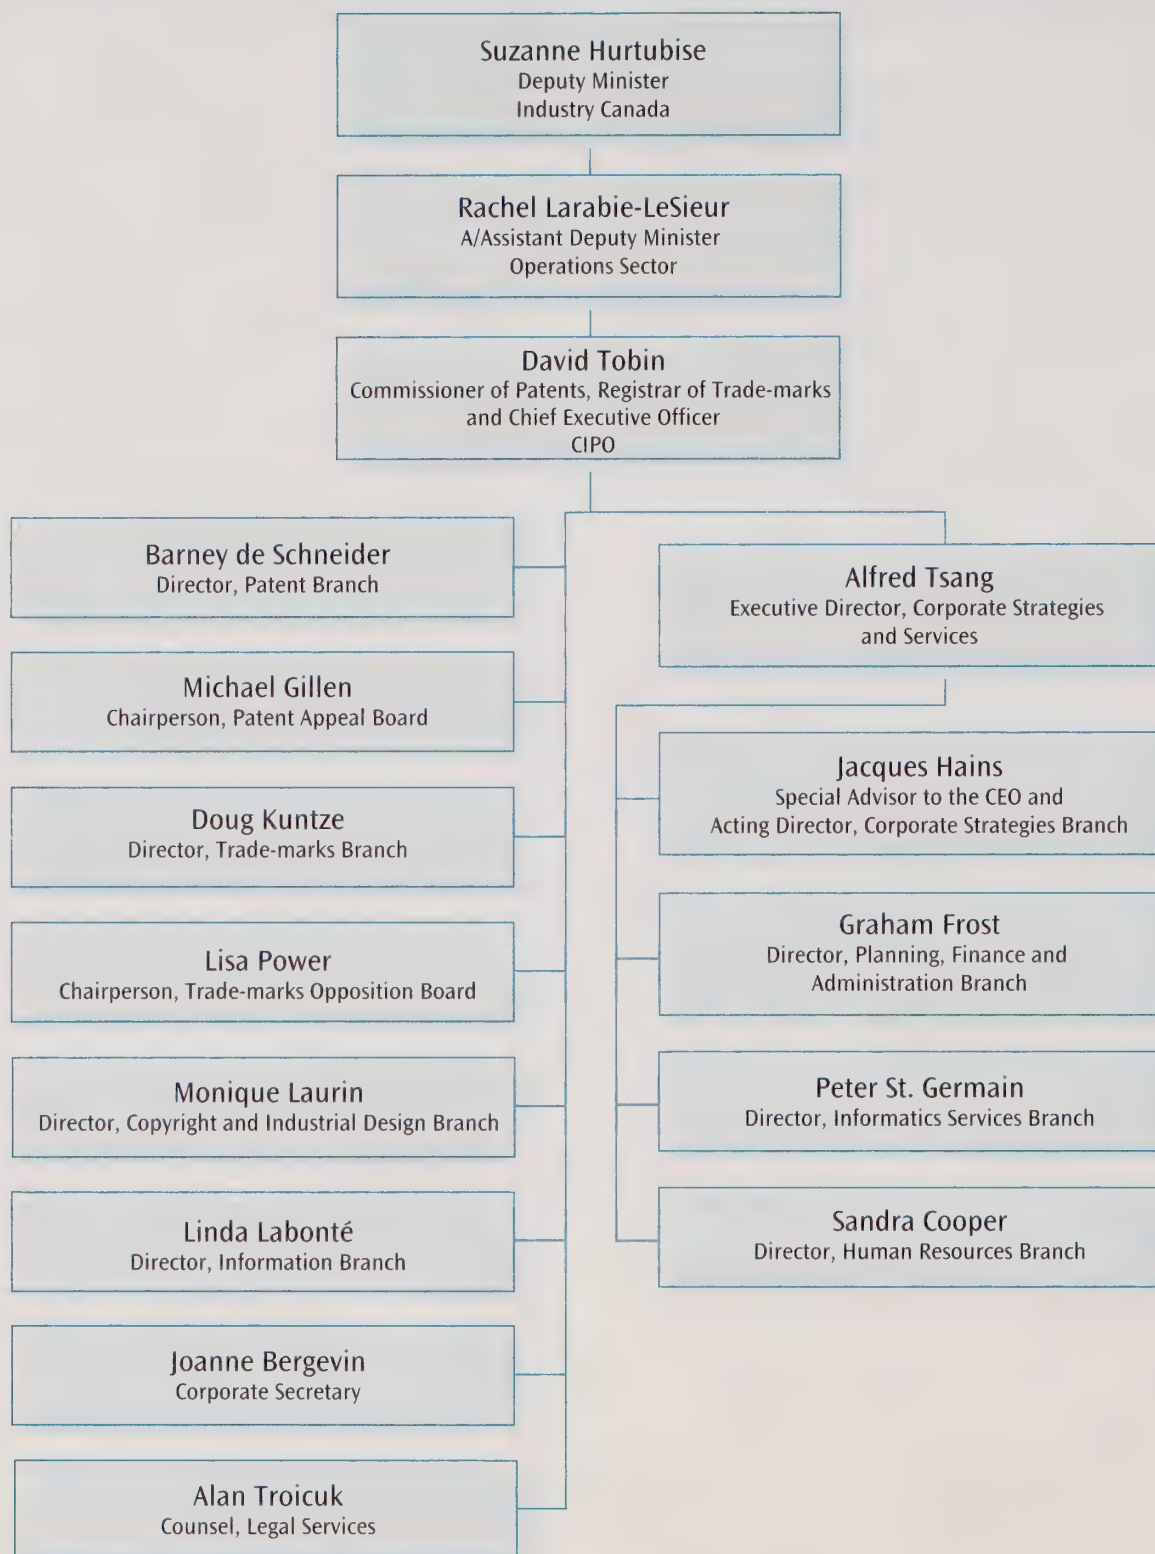 Suzanne Hurtubise
Deputy Minister
Industry Canada
Rachel Larabie-LeSieur
A/Assistant Deputy Minister
Operations Sector
David Tobin
Commissioner of Patents, Registrar of Trade-marks
and Chief Executive Officer
CIPO
Barney de Schneider
Director, Patent Branch
Michael Gillen
Chairperson, Patent Appeal Board
Doug Kuntze
Director, Trade-marks Branch
Lisa Power
Chairperson, Trade-marks Opposition Board
Monique Laurin
Director, Copyright and Industrial Design Branch
Linda Labonté
Director, Information Branch
Joanne Bergevin
Corporate Secretary
Alan Troicuk
Counsel, Legal Services
Alfred Tsang
Executive Director, Corporate Strategies
and Services
Jacques Hains
Special Advisor to the CEO and
Acting Director, Corporate Strategies Branch
Graham Frost
Director, Planning, Finance and
Administration Branch
Peter St. Germain
Director, Informatics Services Branch
Sandra Cooper
Director, Human Resources Branch